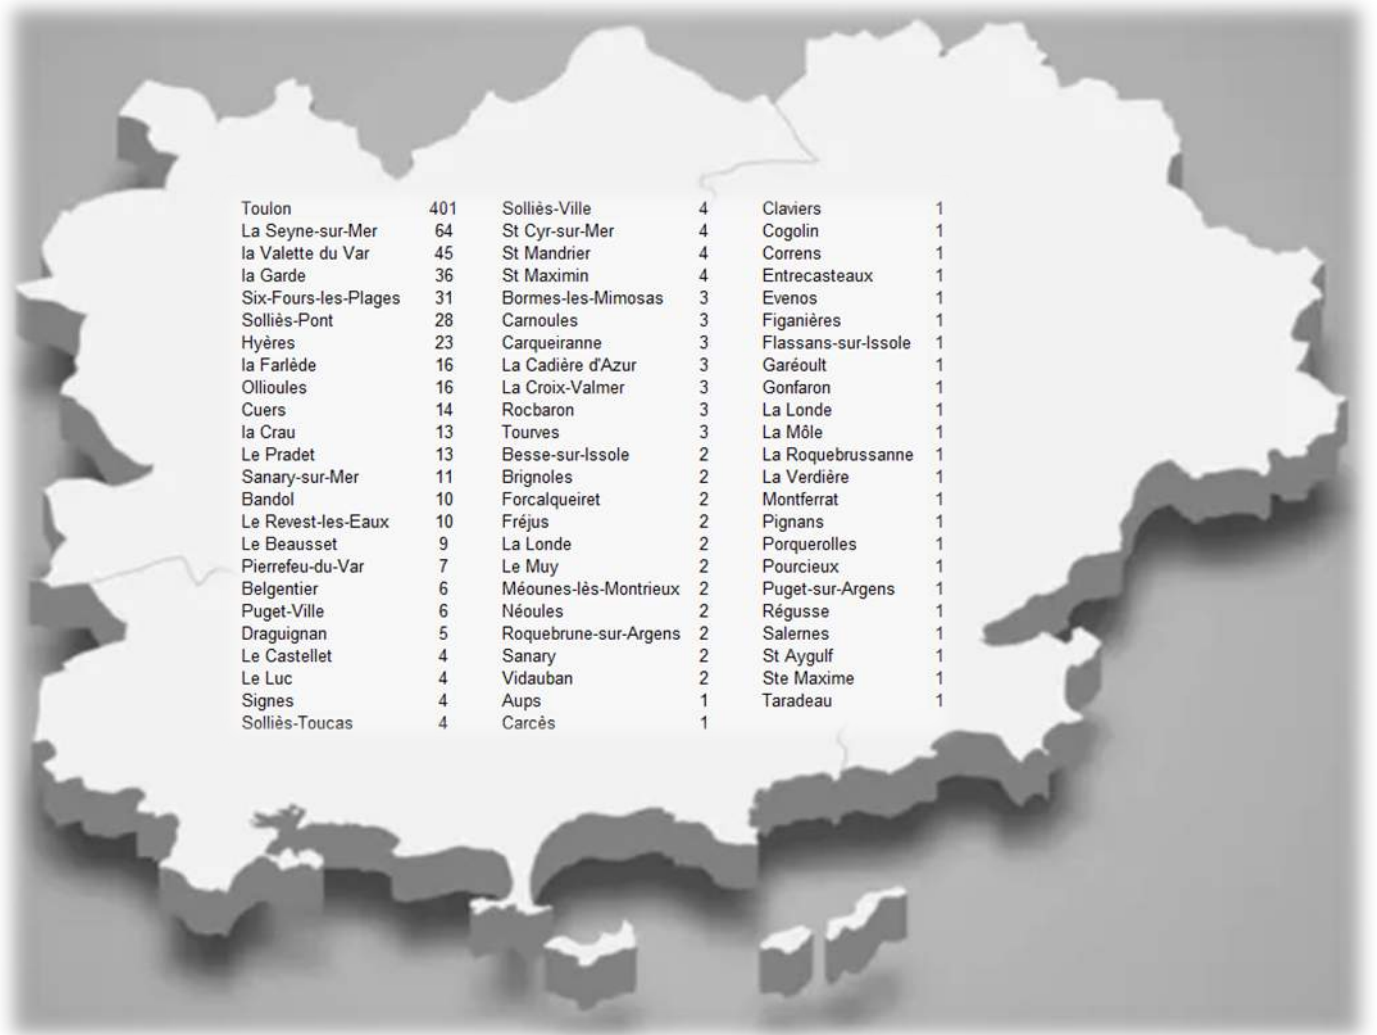 Toulon 401
La Seyne-sur-Mer 64
la Valette du Var 45
la Garde 36
Six-Fours-les-Plages 31
Solliès-Pont 28
Hyères 23
la Farlède 16
Ollioules 16
Cuers 14
la Crau 13
Le Pradet 13
Sanary-sur-Mer 11
Bandol 10
Le Revest-les-Eaux 10
Le Beausset 9
Pierrefeu-du-Var 7
Belgentier 6
Puget-Ville 6
Draguignan 5
Le Castellet 4
Le Luc 4
Signes 4
Solliès-Toucas 4
Solliès-Ville 4
St Cyr-sur-Mer 4
St Mandrier 4
St Maximin 4
Bormes-les-Mimosas 3
Carnoules 3
Carqueiranne 3
La Cadière d'Azur 3
La Croix-Valmer 3
Rocbaron 3
Tourves 3
Besse-sur-Issole 2
Brignoles 2
Forcalqueiret 2
Fréjus 2
La Londe 2
Le Muy 2
Méounes-lès-Montrieux 2
Néoules 2
Roquebrune-sur-Argens 2
Sanary 2
Vidauban 2
Aups 1
Carcès 1
Claviers 1
Cogolin 1
Correns 1
Entrecasteaux 1
Evenos 1
Figanières 1
Flassans-sur-Issole 1
Garéoult 1
Gonfaron 1
La Londe 1
La Môle 1
La Roquebrussanne 1
La Verdière 1
Montferrat 1
Pignans 1
Porquerolles 1
Pourcieux 1
Puget-sur-Argens 1
Régusse 1
Salernes 1
St Aygulf 1
Ste Maxime 1
Taradeau 1